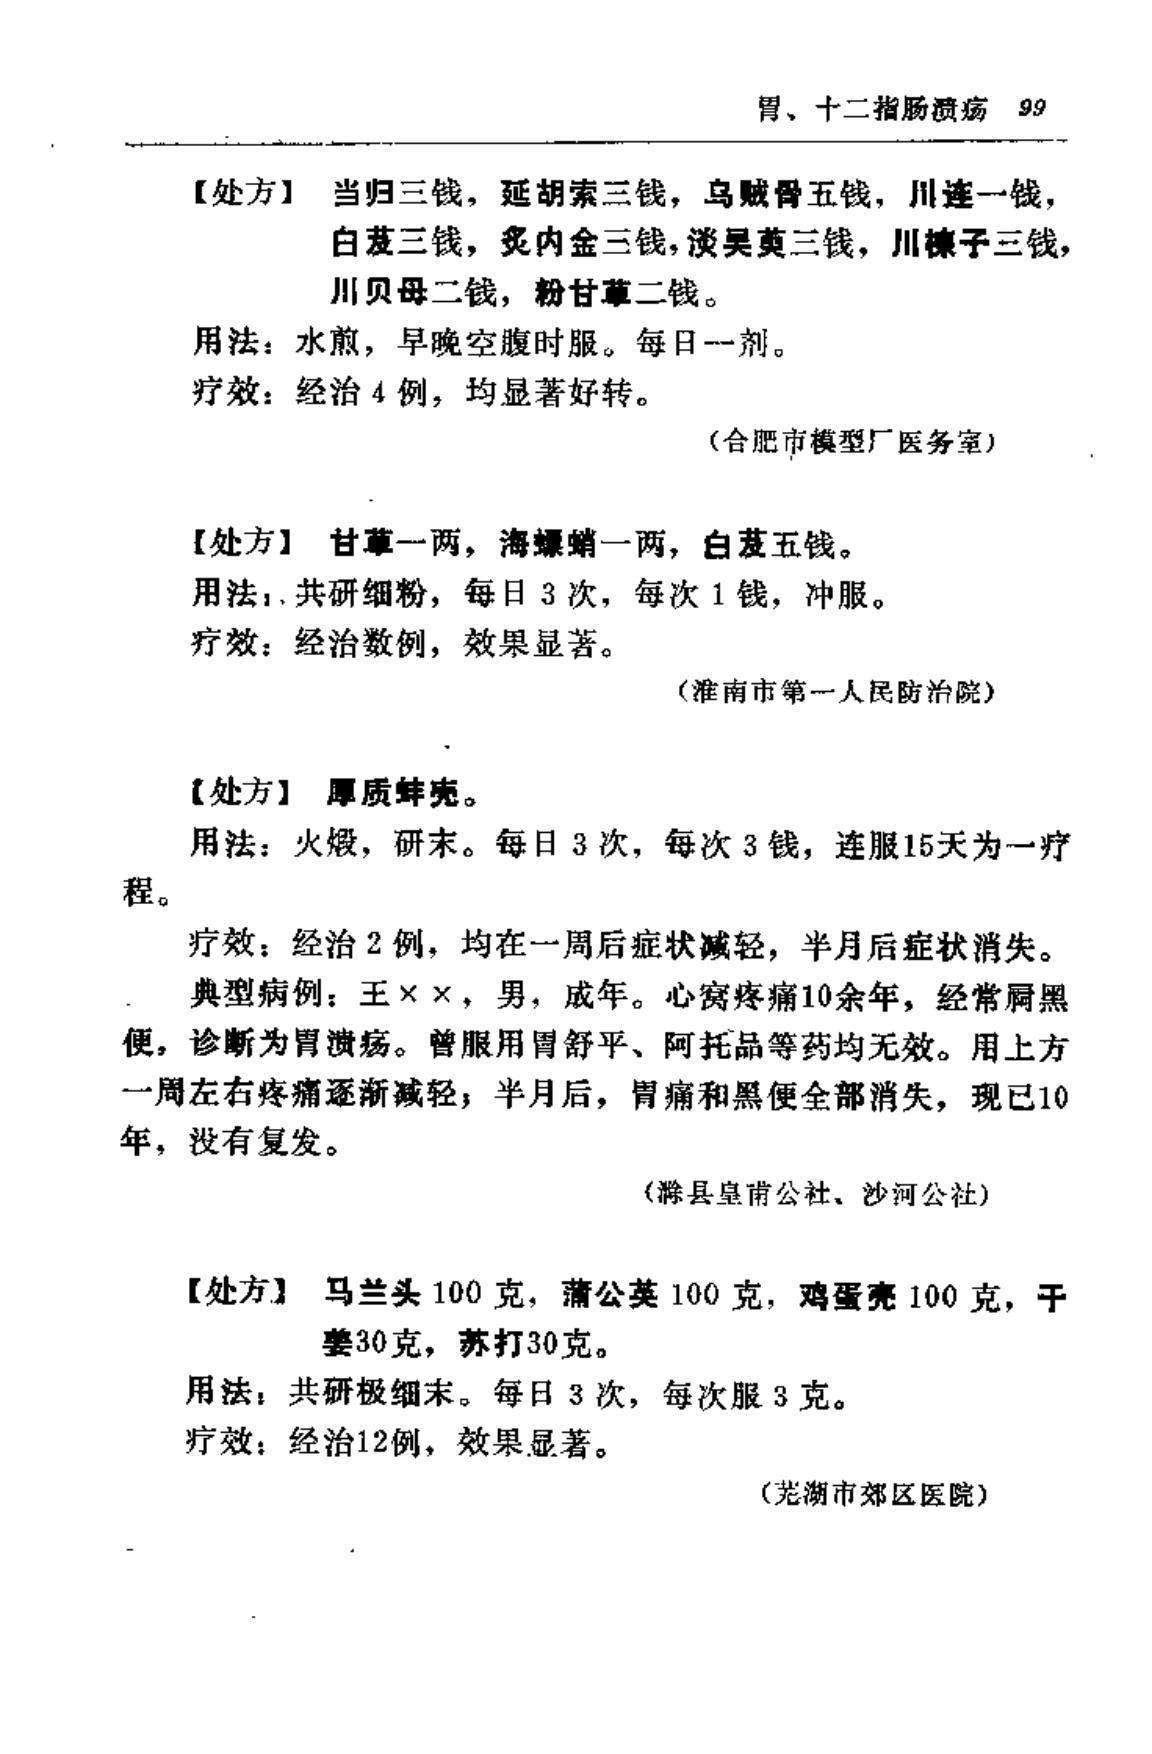 胃、十二指肠溃疡 99
【处方】 当归三钱，延胡索三钱，乌贼骨五钱，川连一钱，
白芨三钱，炙内金三钱，淡吴萸三钱，川楝子三钱，
川贝母二钱，粉甘草二钱。
用法：水煎，早晚空腹时服。每日一剂。
疗效：经治 4 例，均显著好转。
（合肥市模型厂医务室）
【处方】 甘草一两，海螵蛸一两，白芨五钱。
用法：共研细粉，每日 3 次，每次 1 钱，冲服。
疗效：经治数例，效果显著。
（淮南市第一人民防治院）
【处方】 厚质蚌壳。
用法：火煅，研末。每日 3 次，每次 3 钱，连服15天为一疗
程。
疗效：经治 2 例，均在一周后症状减轻，半月后症状消失。
典型病例：王××，男，成年。心窝疼痛10余年，经常屙黑
便，诊断为胃溃疡。曾服用胃舒平、阿托品等药均无效。用上方
一周左右疼痛逐渐减轻；半月后，胃痛和黑便全部消失，现已10
年，没有复发。
（滁县皇甫公社、沙河公社）
【处方】 马兰头 100 克，蒲公英 100 克，鸡蛋壳 100 克，干
姜30克，苏打30克。
用法：共研极细末。每日 3 次，每次服 3 克。
疗效：经治12例，效果显著。
（芜湖市郊区医院）